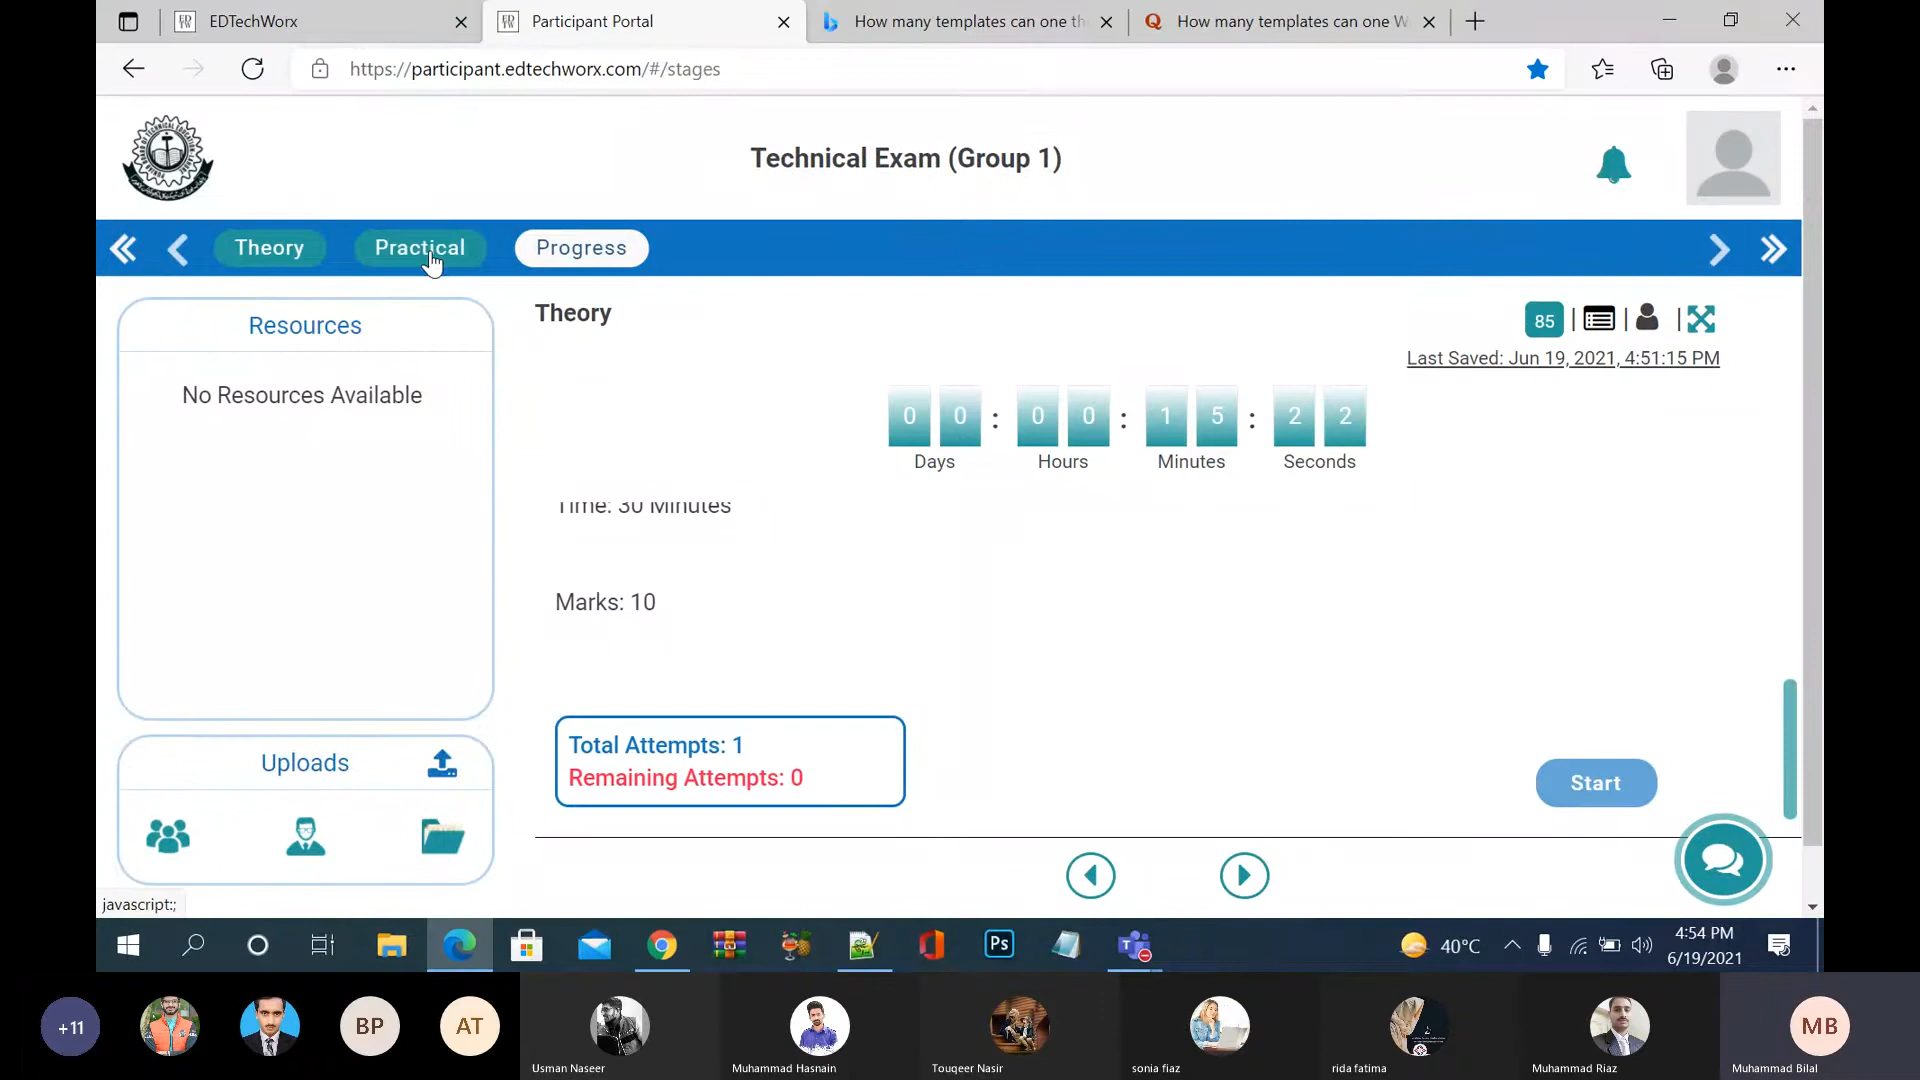 EDTechWorx
Participant Portal
How many templates can one th
How many templates can one W
https://participant.edtechworx.com/#/stages
Technical Exam (Group 1)
Theory
Practical
Progress
Resources
No Resources Available
Uploads
Theory
85
Last Saved: Jun 19, 2021, 4:51:15 PM
0 0 : 0 0 : 1 5 : 2 2
Days Hours Minutes Seconds
Time: 30 Minutes
Marks: 10
Total Attempts: 1
Remaining Attempts: 0
Start
javascript:;
Ps
40°C
4:54 PM
6/19/2021
+11
BP
AT
MB
Usman Naseer
Muhammad Hasnain
Touqeer Nasir
sonia fiaz
rida fatima
Muhammad Riaz
Muhammad Bilal